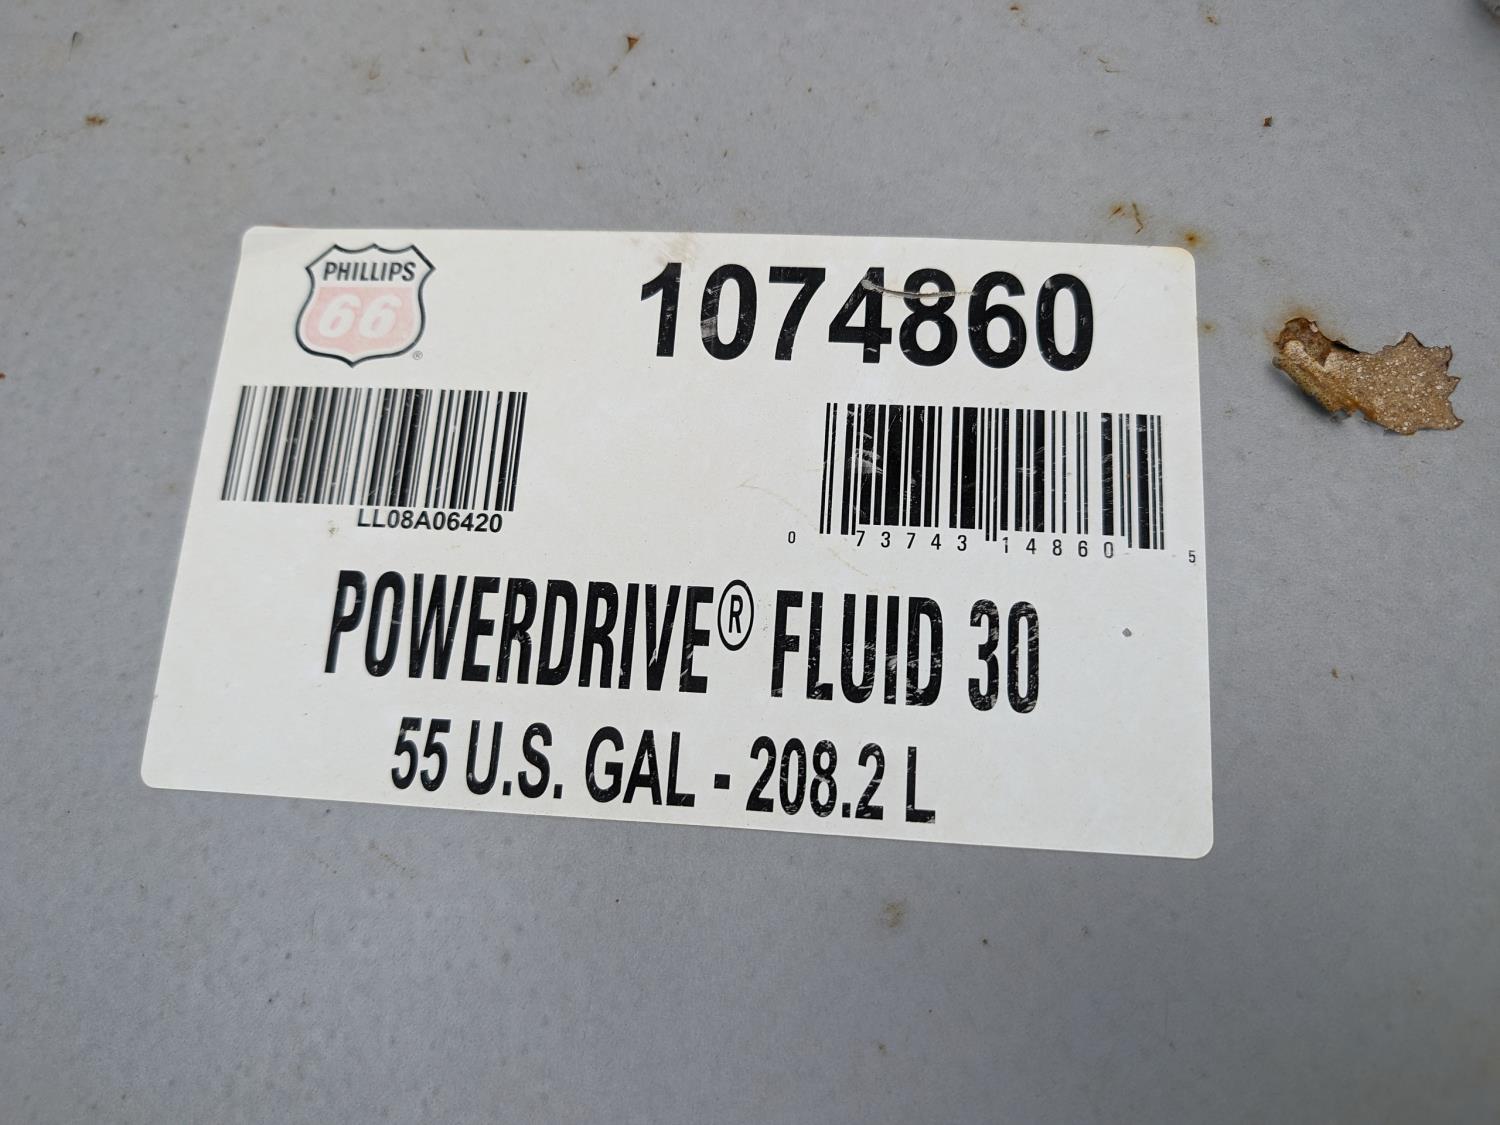 PHILLIPS
66
®
1074860
LL08A06420
0 73743 14860 5
POWERDRIVE® FLUID 30
55 U.S. GAL - 208.2 L